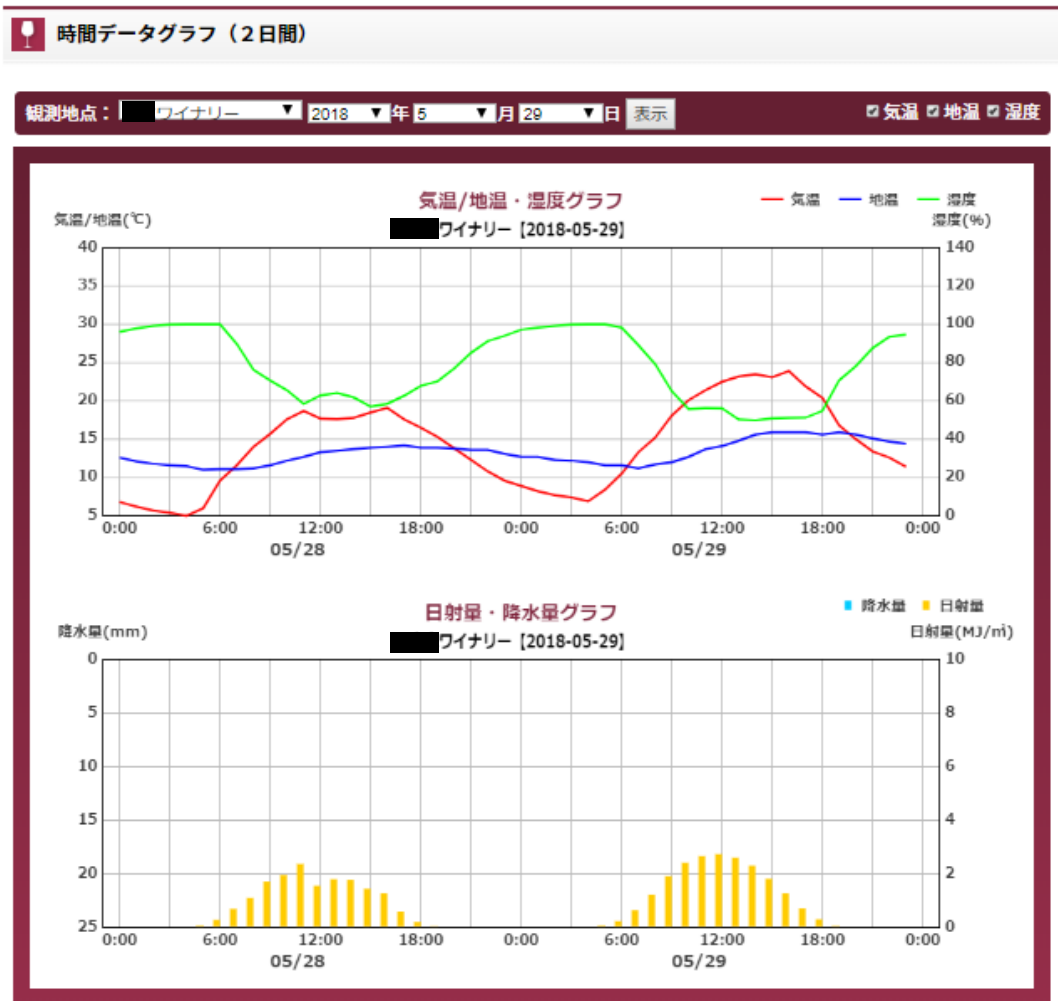 時間データグラフ（２日間）
観測地点： ワイナリー ▼ 2018 ▼ 年 5 ▼ 月 29 ▼ 日 表示 気温 地温 湿度
気温/地温・湿度グラフ
気温 地温 湿度
気温/地温(℃)
ワイナリー【2018-05-29】
湿度(%)
40 140
35 120
30 100
25 80
20 60
15 40
10 20
5 0
0:00 6:00 12:00 18:00 0:00 6:00 12:00 18:00 0:00
05/28 05/29
日射量・降水量グラフ
降水量 日射量
降水量(mm)
ワイナリー【2018-05-29】
日射量(MJ/㎡)
0 10
5 8
10 6
15 4
20 2
25 0
0:00 6:00 12:00 18:00 0:00 6:00 12:00 18:00 0:00
05/28 05/29